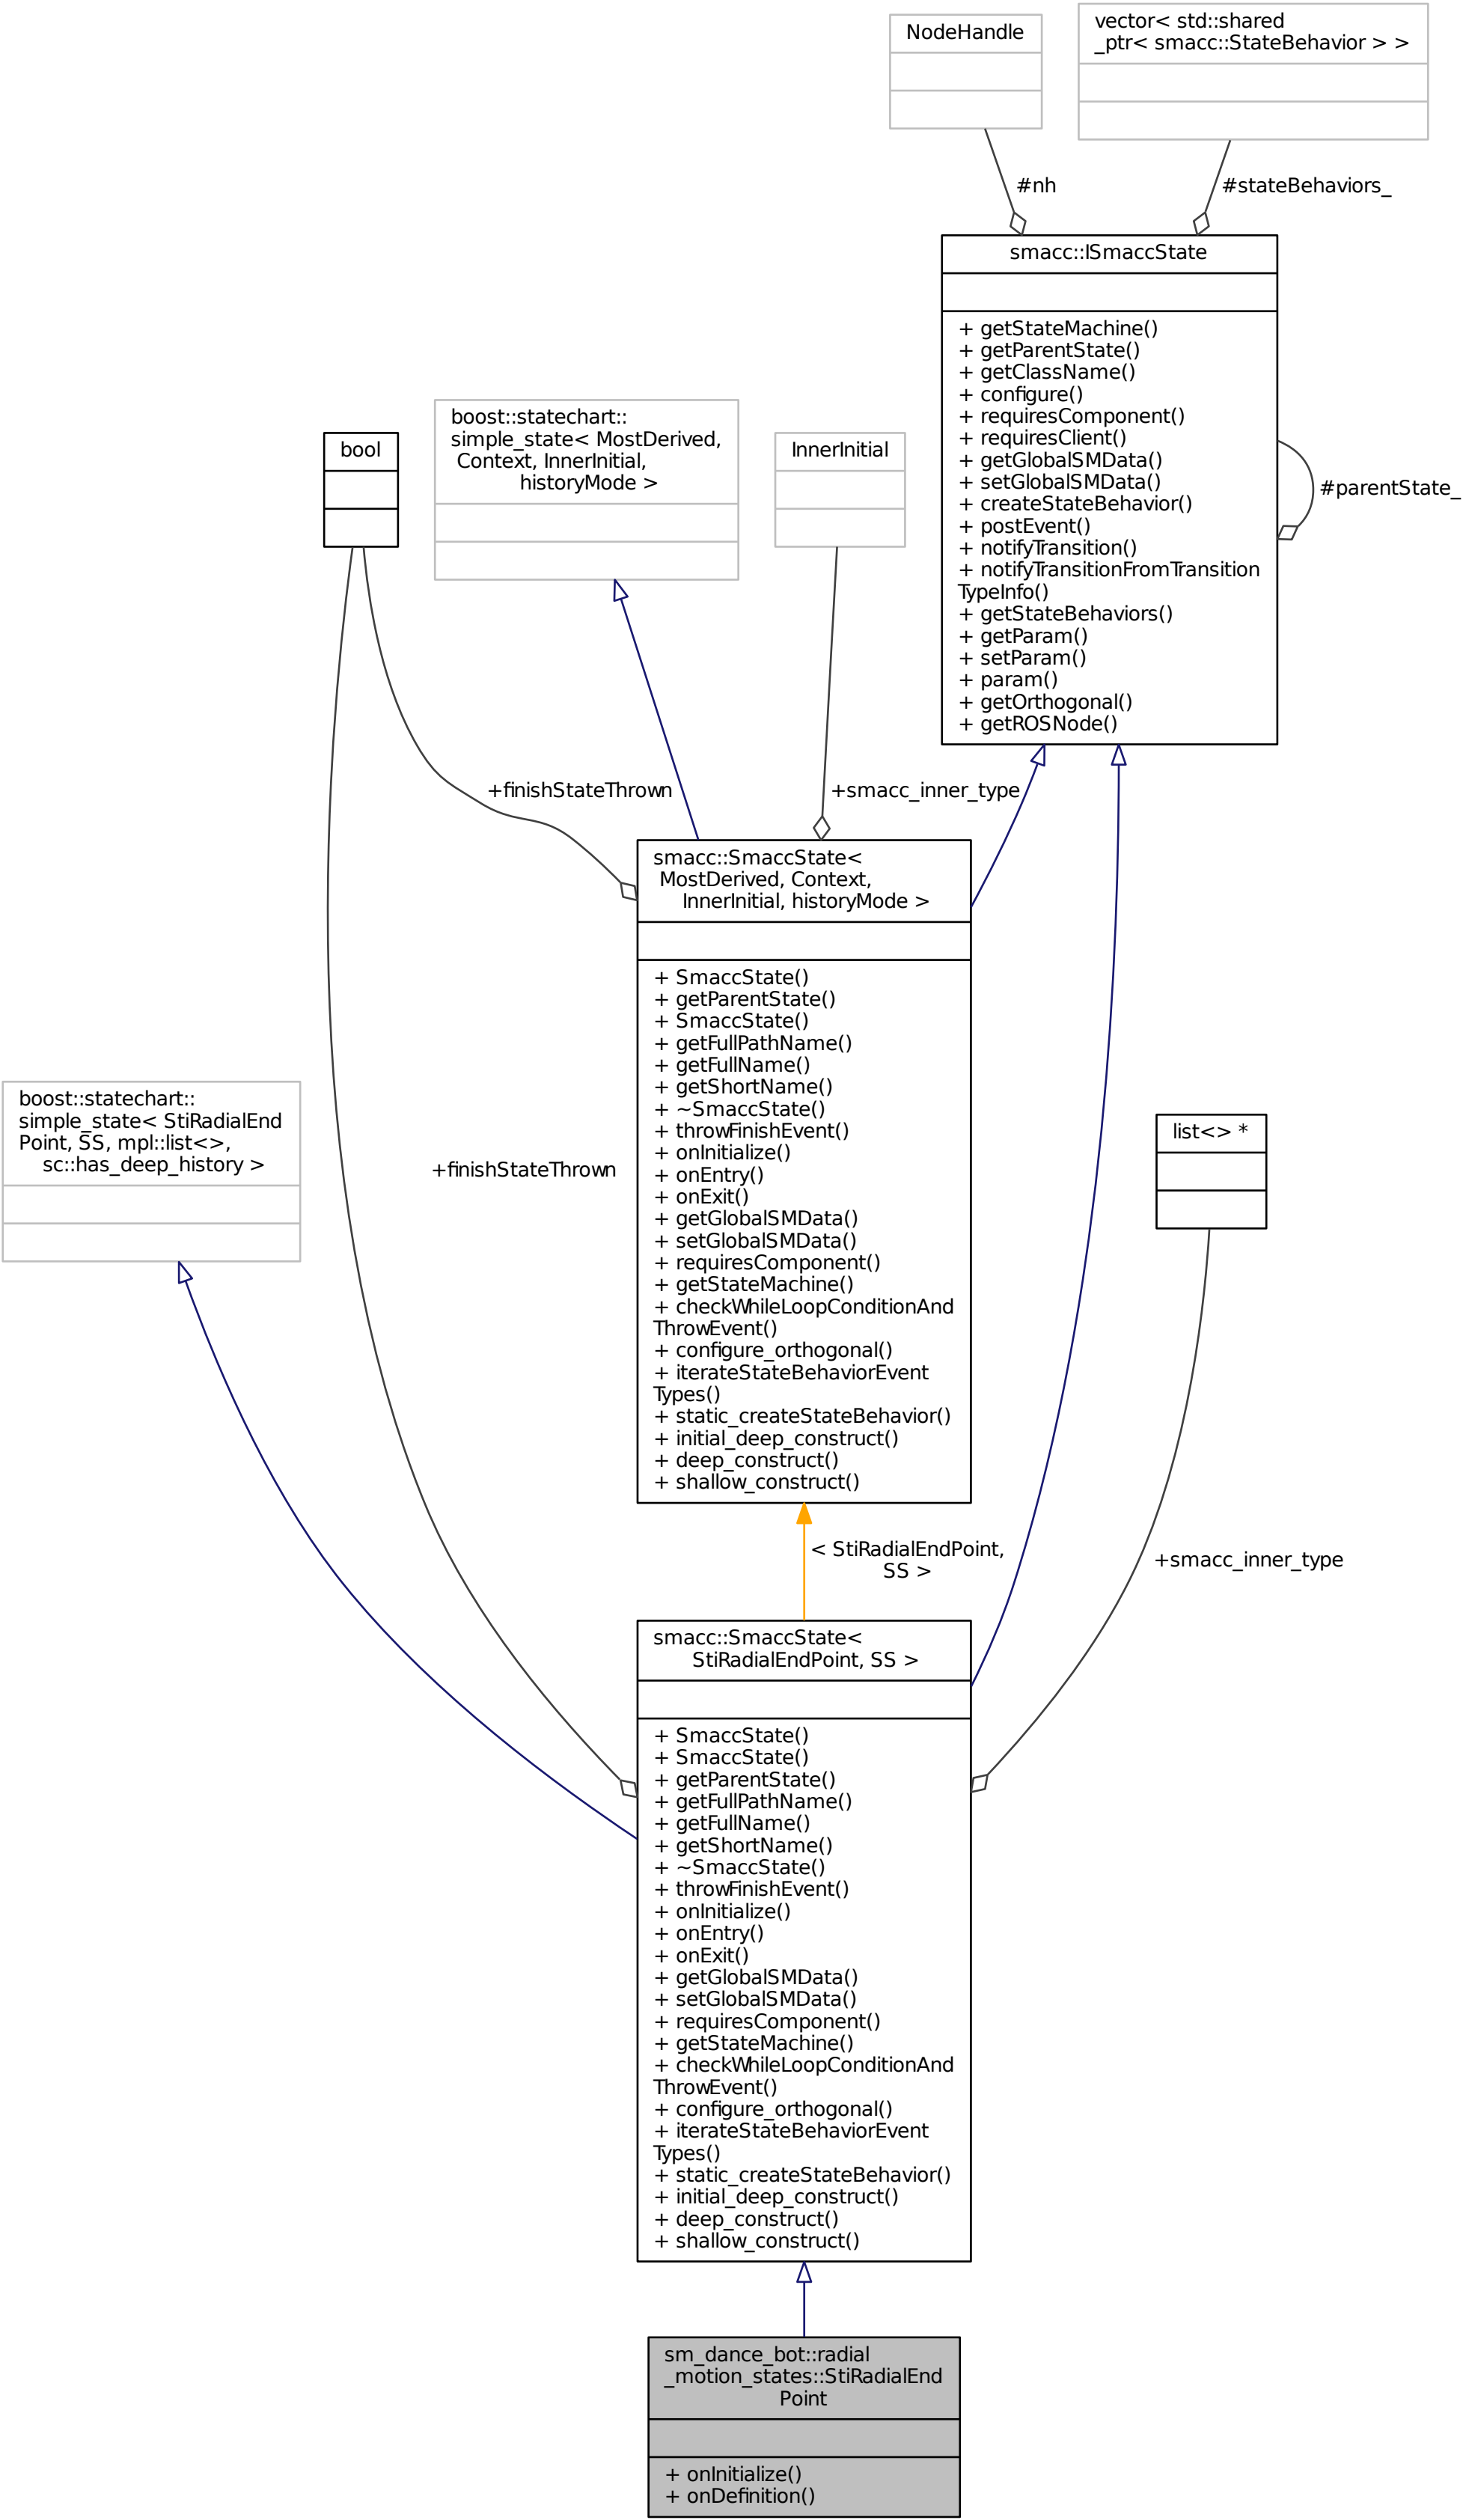 NodeHandle
vector< std::shared
_ptr< smacc::StateBehavior > >
#nh
#stateBehaviors_
smacc::ISmaccState
+ getStateMachine()
+ getParentState()
+ getClassName()
+ configure()
+ requiresComponent()
+ requiresClient()
+ getGlobalSMData()
+ setGlobalSMData()
+ createStateBehavior()
+ postEvent()
+ notifyTransition()
+ notifyTransitionFromTransition
TypeInfo()
+ getStateBehaviors()
+ getParam()
+ setParam()
+ param()
+ getOrthogonal()
+ getROSNode()
#parentState_
bool
boost::statechart::
simple_state< MostDerived,
Context, InnerInitial,
historyMode >
InnerInitial
+finishStateThrown
+smacc_inner_type
smacc::SmaccState<
MostDerived, Context,
InnerInitial, historyMode >
+ SmaccState()
+ getParentState()
+ SmaccState()
+ getFullPathName()
+ getFullName()
+ getShortName()
+ ~SmaccState()
+ throwFinishEvent()
+ onInitialize()
+ onEntry()
+ onExit()
+ getGlobalSMData()
+ setGlobalSMData()
+ requiresComponent()
+ getStateMachine()
+ checkWhileLoopConditionAnd
ThrowEvent()
+ configure_orthogonal()
+ iterateStateBehaviorEvent
Types()
+ static_createStateBehavior()
+ initial_deep_construct()
+ deep_construct()
+ shallow_construct()
boost::statechart::
simple_state< StiRadialEnd
Point, SS, mpl::list<>,
sc::has_deep_history >
+finishStateThrown
list<> *
< StiRadialEndPoint,
SS >
+smacc_inner_type
smacc::SmaccState<
StiRadialEndPoint, SS >
+ SmaccState()
+ SmaccState()
+ getParentState()
+ getFullPathName()
+ getFullName()
+ getShortName()
+ ~SmaccState()
+ throwFinishEvent()
+ onInitialize()
+ onEntry()
+ onExit()
+ getGlobalSMData()
+ setGlobalSMData()
+ requiresComponent()
+ getStateMachine()
+ checkWhileLoopConditionAnd
ThrowEvent()
+ configure_orthogonal()
+ iterateStateBehaviorEvent
Types()
+ static_createStateBehavior()
+ initial_deep_construct()
+ deep_construct()
+ shallow_construct()
sm_dance_bot::radial
_motion_states::StiRadialEnd
Point
+ onInitialize()
+ onDefinition()